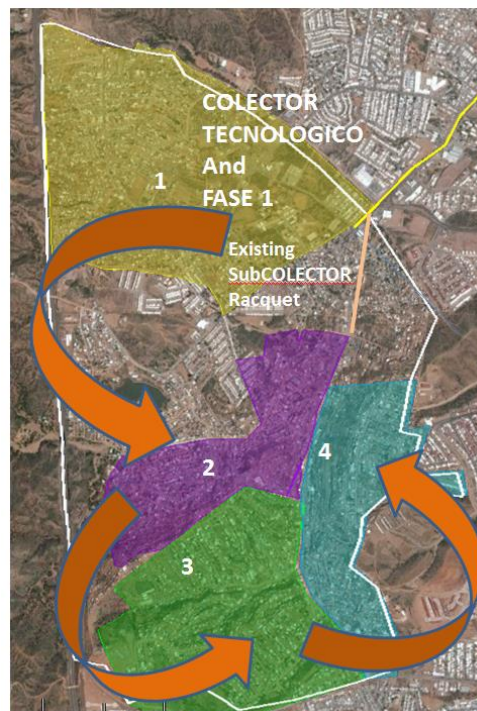 COLECTOR
TECNOLOGICO
And
FASE 1
1
Existing
SubCOLECTOR
Racquet
2
4
3